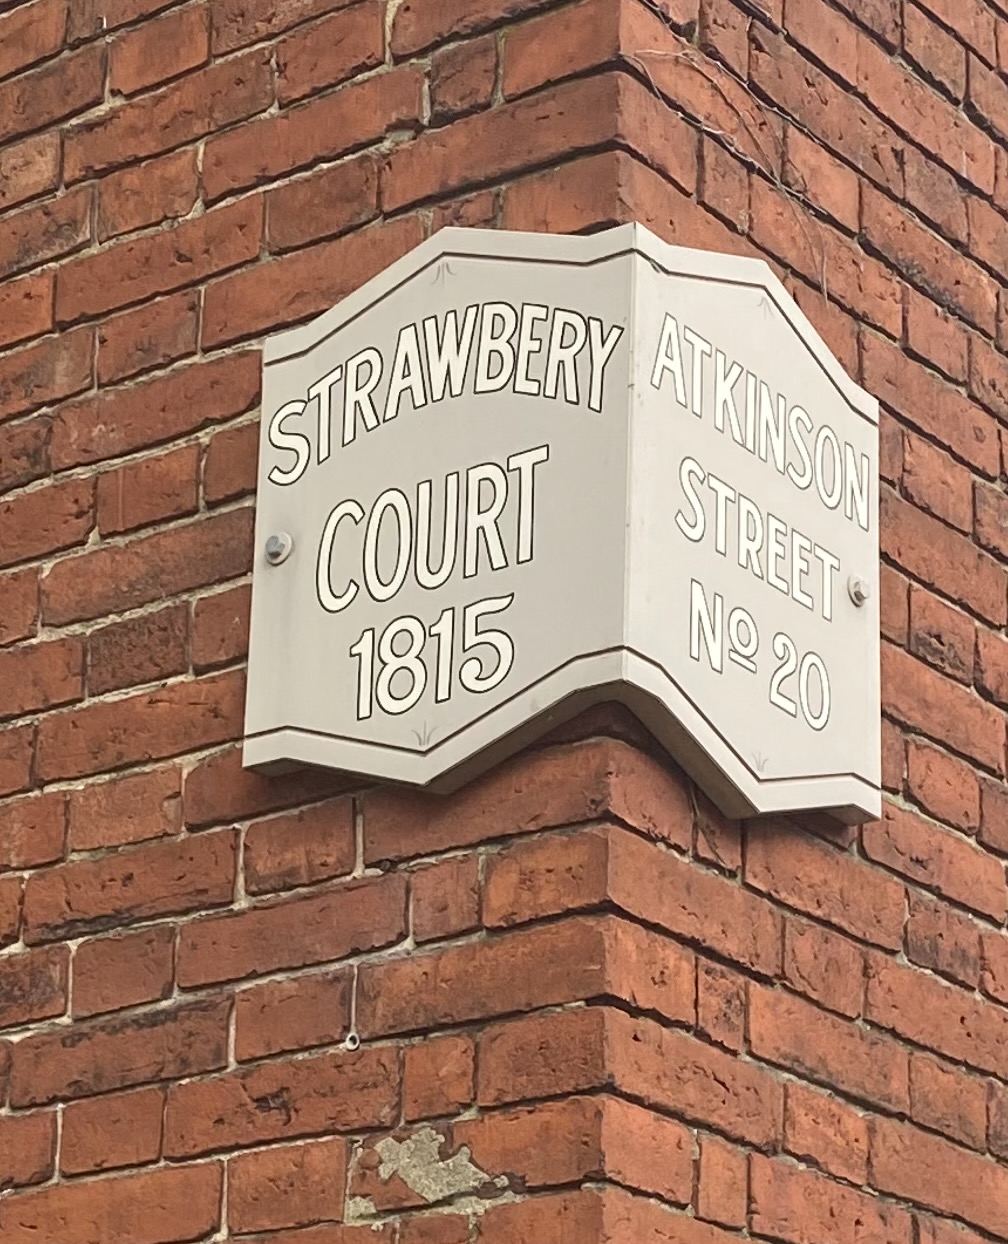 STRAWBERY
COURT
1815
ATKINSON
STREET
Nº 20